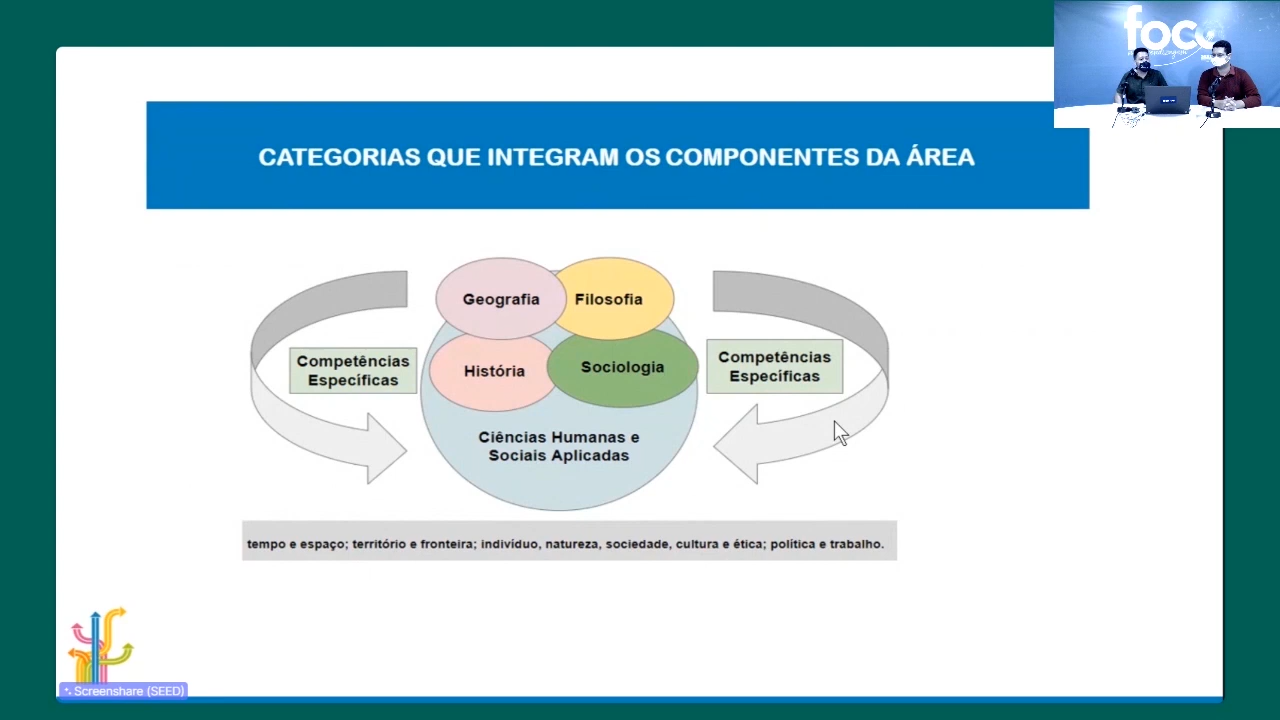 foco
CATEGORIAS QUE INTEGRAM OS COMPONENTES DA ÁREA
Geografia
Filosofia
Competências
Específicas
História
Sociologia
Competências
Específicas
Ciências Humanas e
Sociais Aplicadas
tempo e espaço; território e fronteira; indivíduo, natureza, sociedade, cultura e ética; política e trabalho.
Screenshare (SEED)